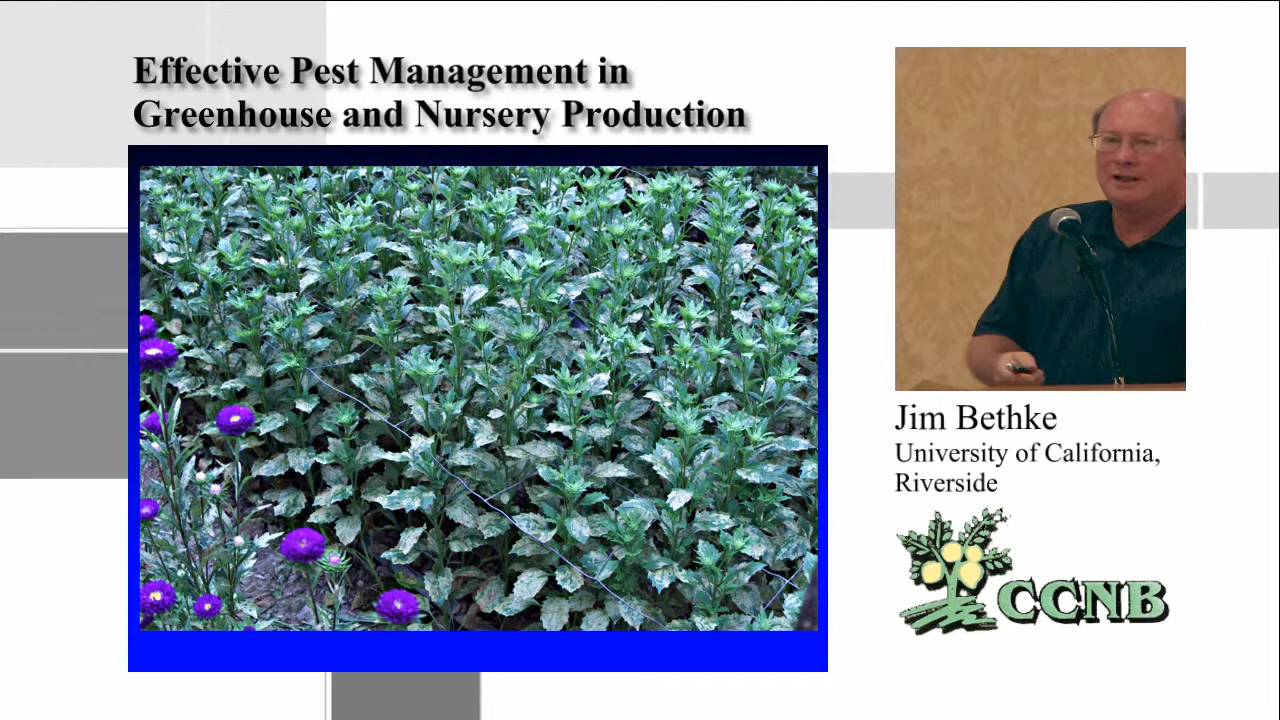 Effective Pest Management in
Greenhouse and Nursery Production
Jim Bethke
University of California,
Riverside
CCNB